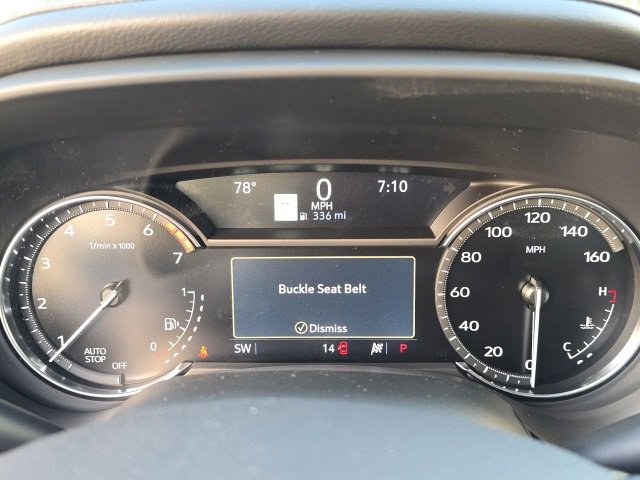 78° 0 7:10
MPH
336 mi
4 5 6 7
3
2
1
1/min x 1000
AUTO
STOP
OFF
1
0
Buckle Seat Belt
Dismiss
SW 14 P
0 20 40 60 80 100 120 140 160
MPH
H
C